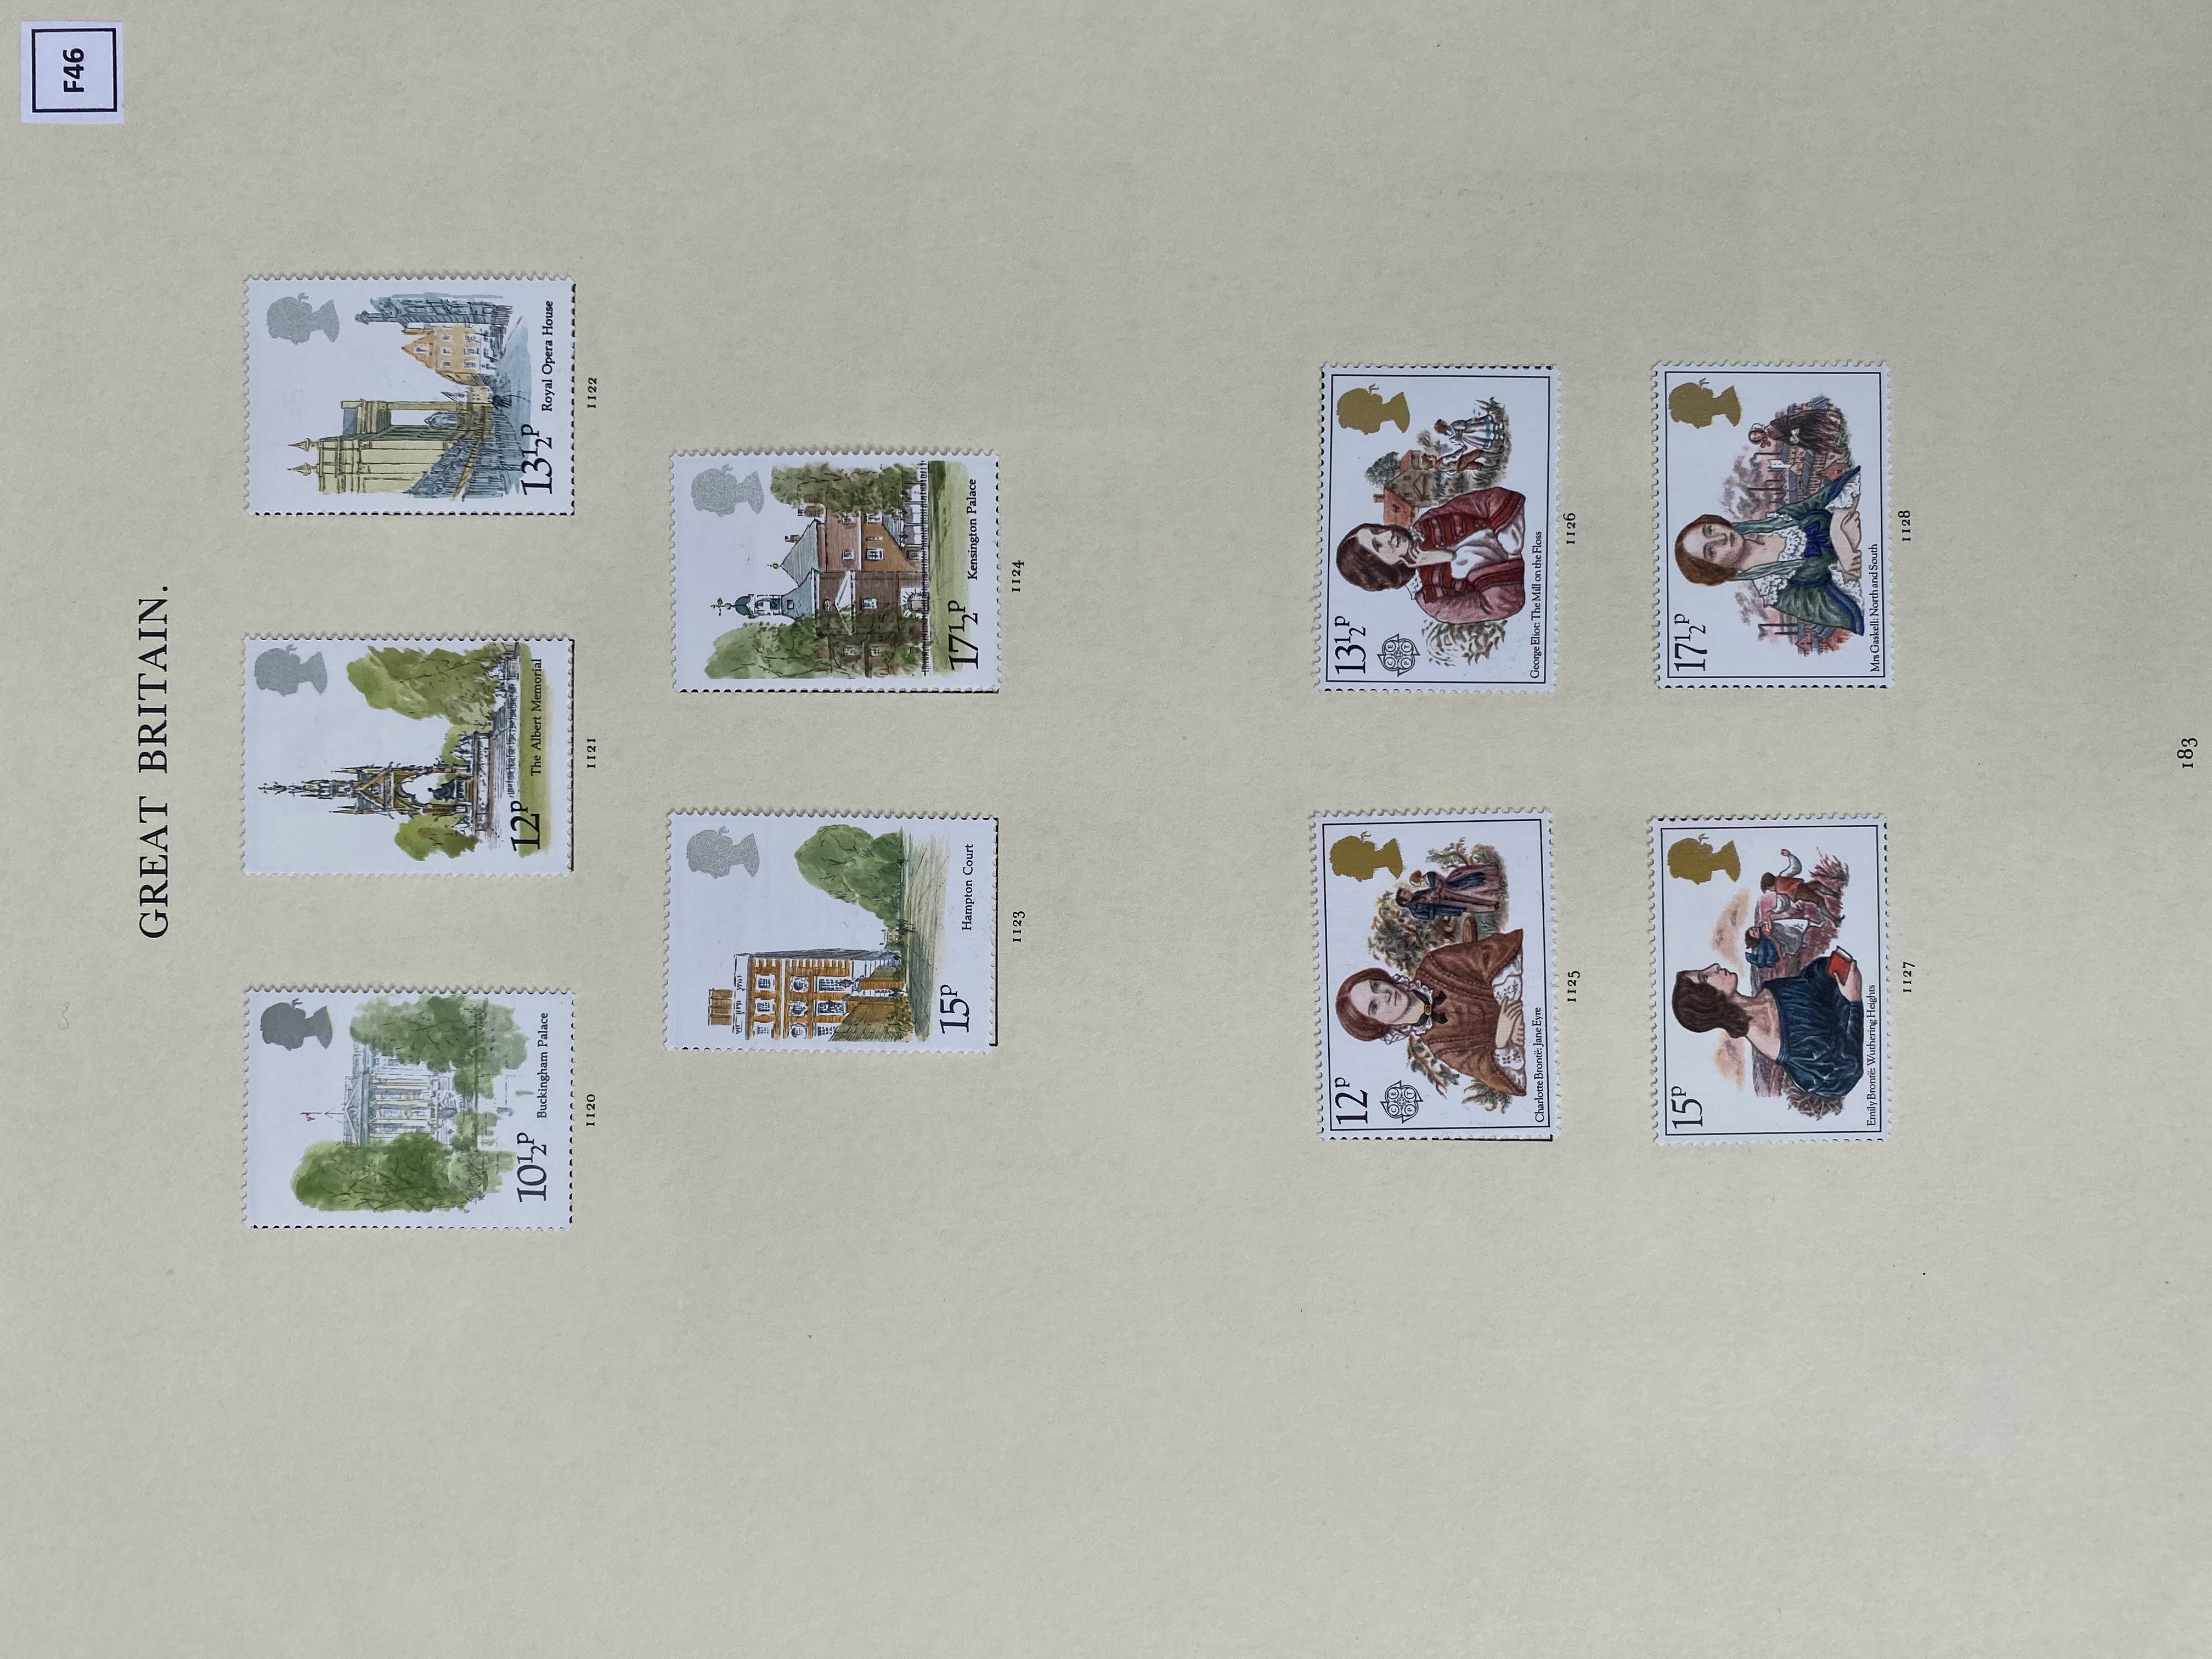 F46
GREAT BRITAIN.
10½P Buckingham Palace
12P The Albert Memorial
13½P Royal Opera House
1120
1121
1122
15P Hampton Court
17½P Kensington Palace
1123
1124
12P
CEPT
Charlotte Brontë: Jane Eyre
1125
13½P
CEPT
George Eliot: The Mill on the Floss
1126
15P
Emily Brontë: Wuthering Heights
1127
17½P
Mrs Gaskell: North and South
1128
183